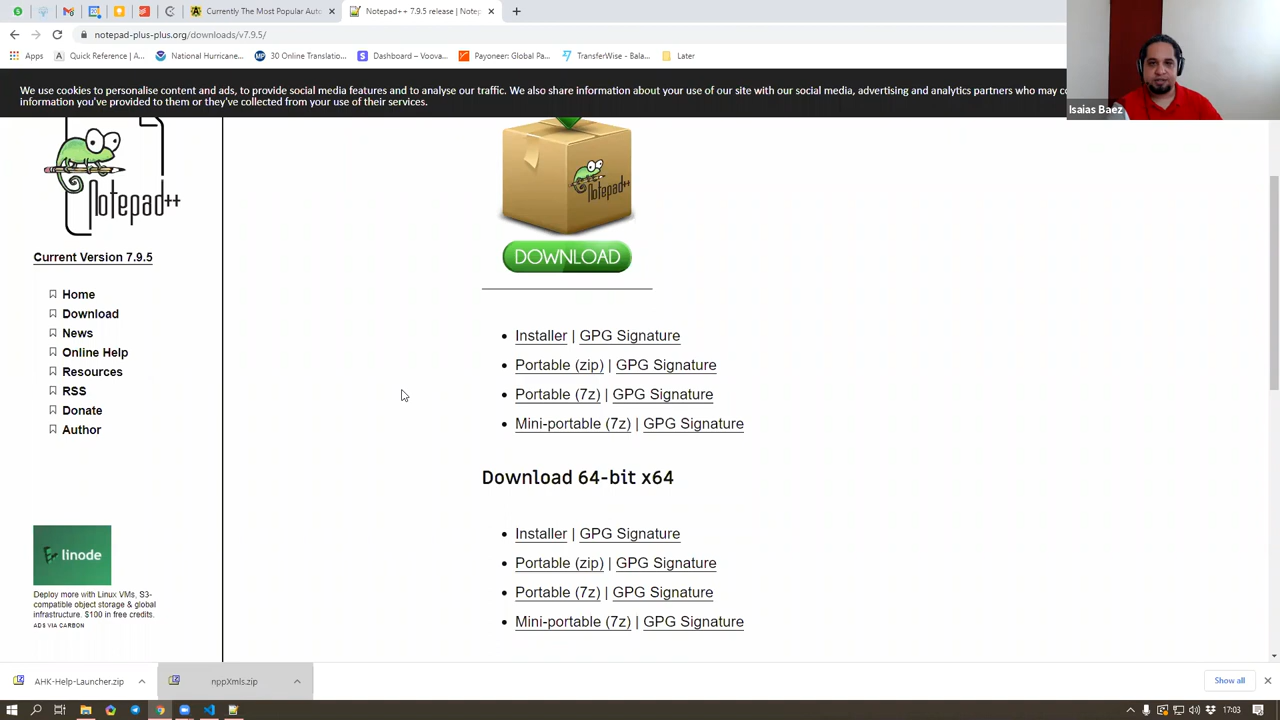 Currently The Most Popular Aut
Notepad++ 7.9.5 release | Note
notepad-plus-plus.org/downloads/v7.9.5/
Apps
Quick Reference | A...
National Hurricane...
30 Online Translatio...
Dashboard – Voova...
Payoneer: Global Pa...
TransferWise - Bala...
Later
We use cookies to personalise content and ads, to provide social media features and to analyse our traffic. We also share information about your use of our site with our social media, advertising and analytics partners who may co
information you've provided to them or they've collected from your use of their services.
Isaias Baez
Notepad++
Notepad++
DOWNLOAD
Current Version 7.9.5
Home
Download
News
Online Help
Resources
RSS
Donate
Author
Installer | GPG Signature
Portable (zip) | GPG Signature
Portable (7z) | GPG Signature
Mini-portable (7z) | GPG Signature
Download 64-bit x64
Installer | GPG Signature
Portable (zip) | GPG Signature
Portable (7z) | GPG Signature
Mini-portable (7z) | GPG Signature
linode
Deploy more with Linux VMs, S3-
compatible object storage & global
infrastructure. $100 in free credits.
ADS VIA CARBON
AHK-Help-Launcher.zip
nppXmls.zip
Show all
17:03